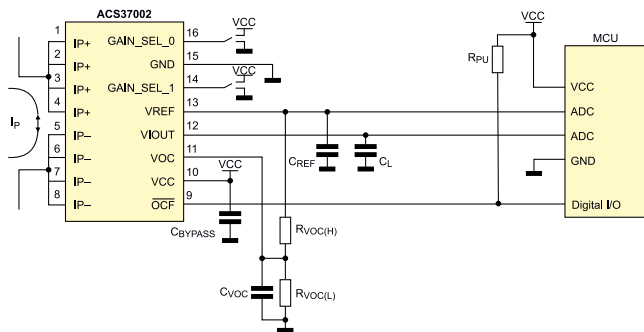 ACS37002
1 IP+ GAIN_SEL_0 16 VCC
2 IP+ GND 15
3 IP+ GAIN_SEL_1 14 VCC
4 IP+ VREF 13
5 IP– VIOUT 12
6 IP– VOC 11
7 IP– VCC 10 VCC
8 IP– OCF 9
IP
CBYPASS
CREF
CL
RVOC(H)
CVOC
RVOC(L)
VCC
RPU
MCU
VCC
ADC
ADC
GND
Digital I/O